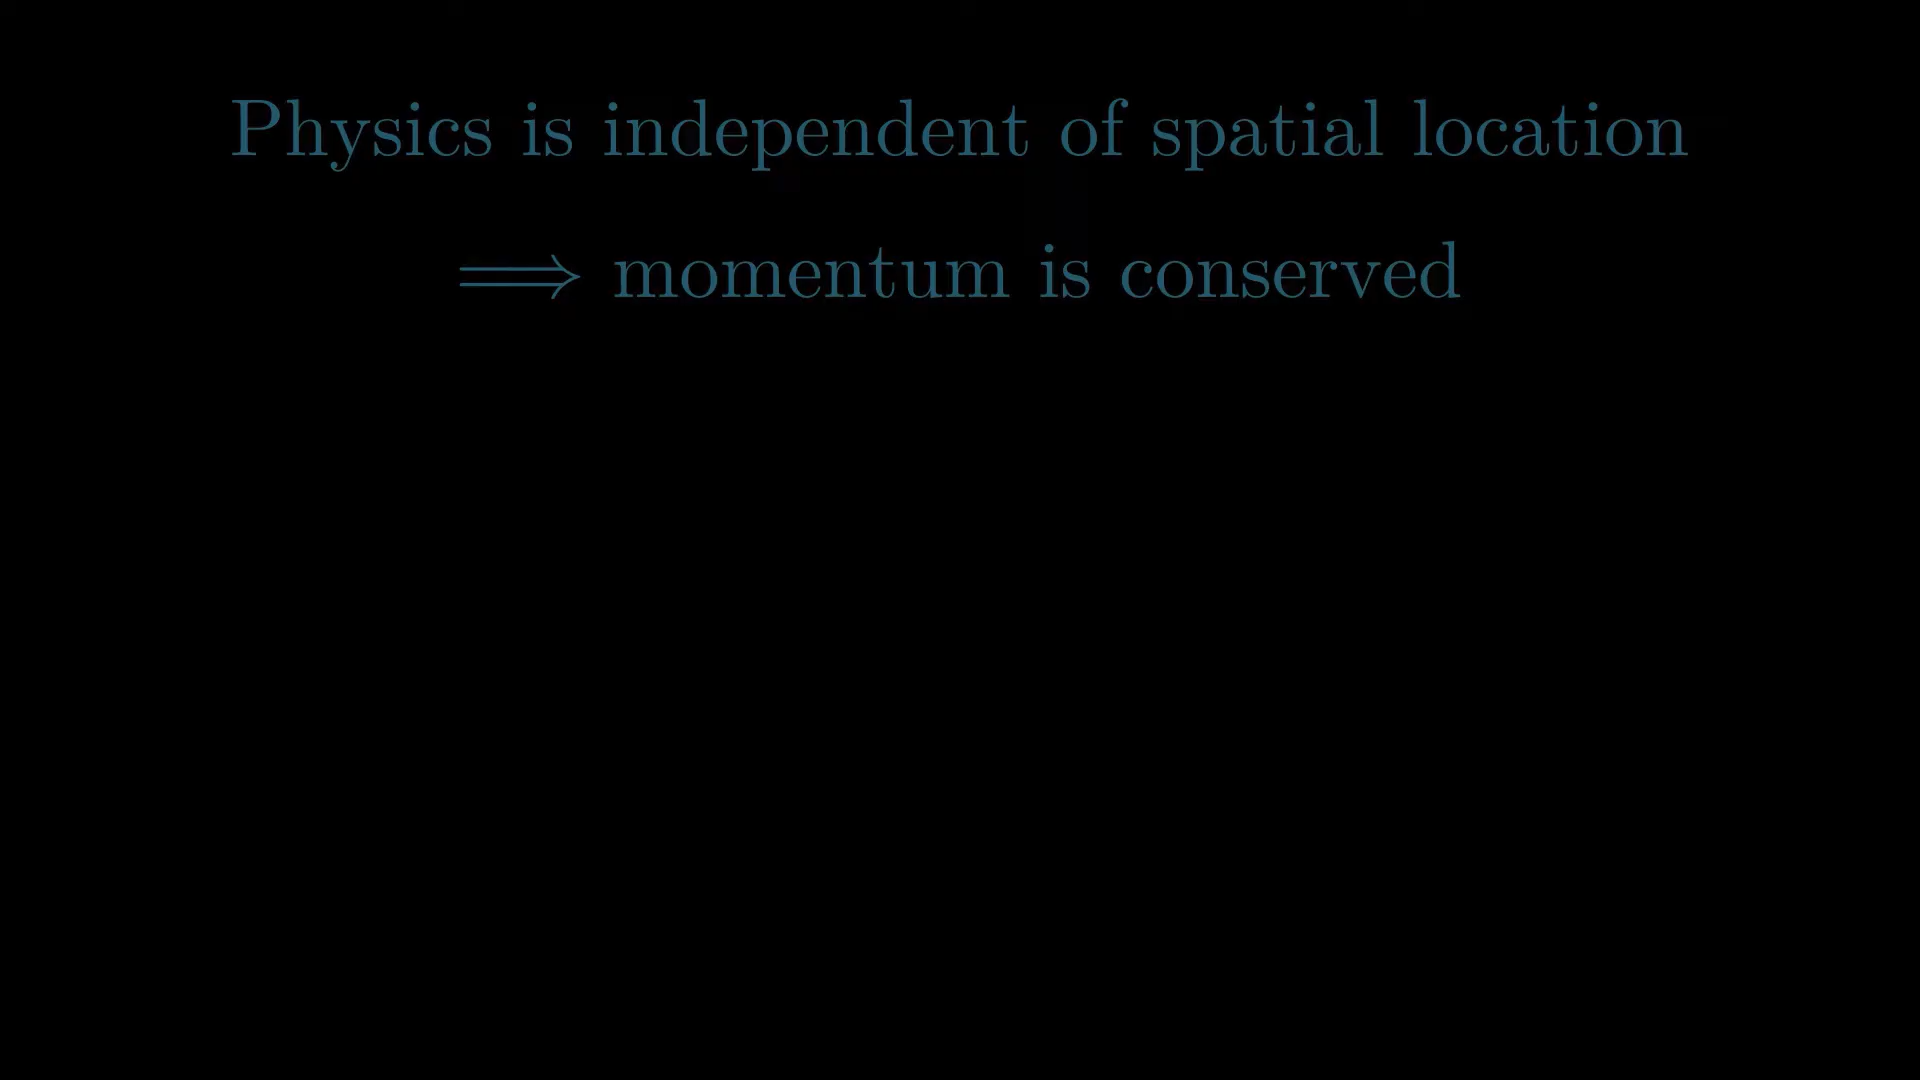 Physics is independent of spatial location
⟹ momentum is conserved